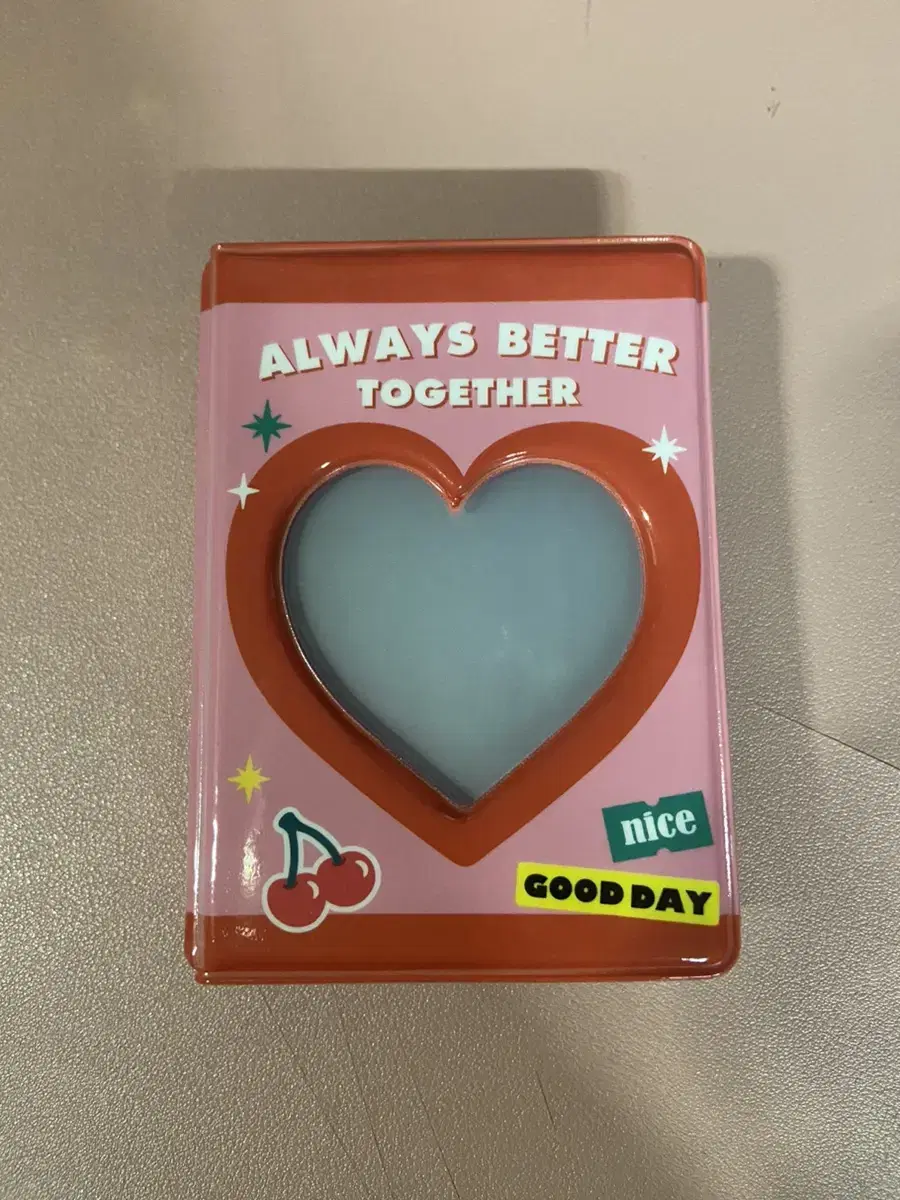 ALWAYS BETTER
TOGETHER
nice
GOOD DAY